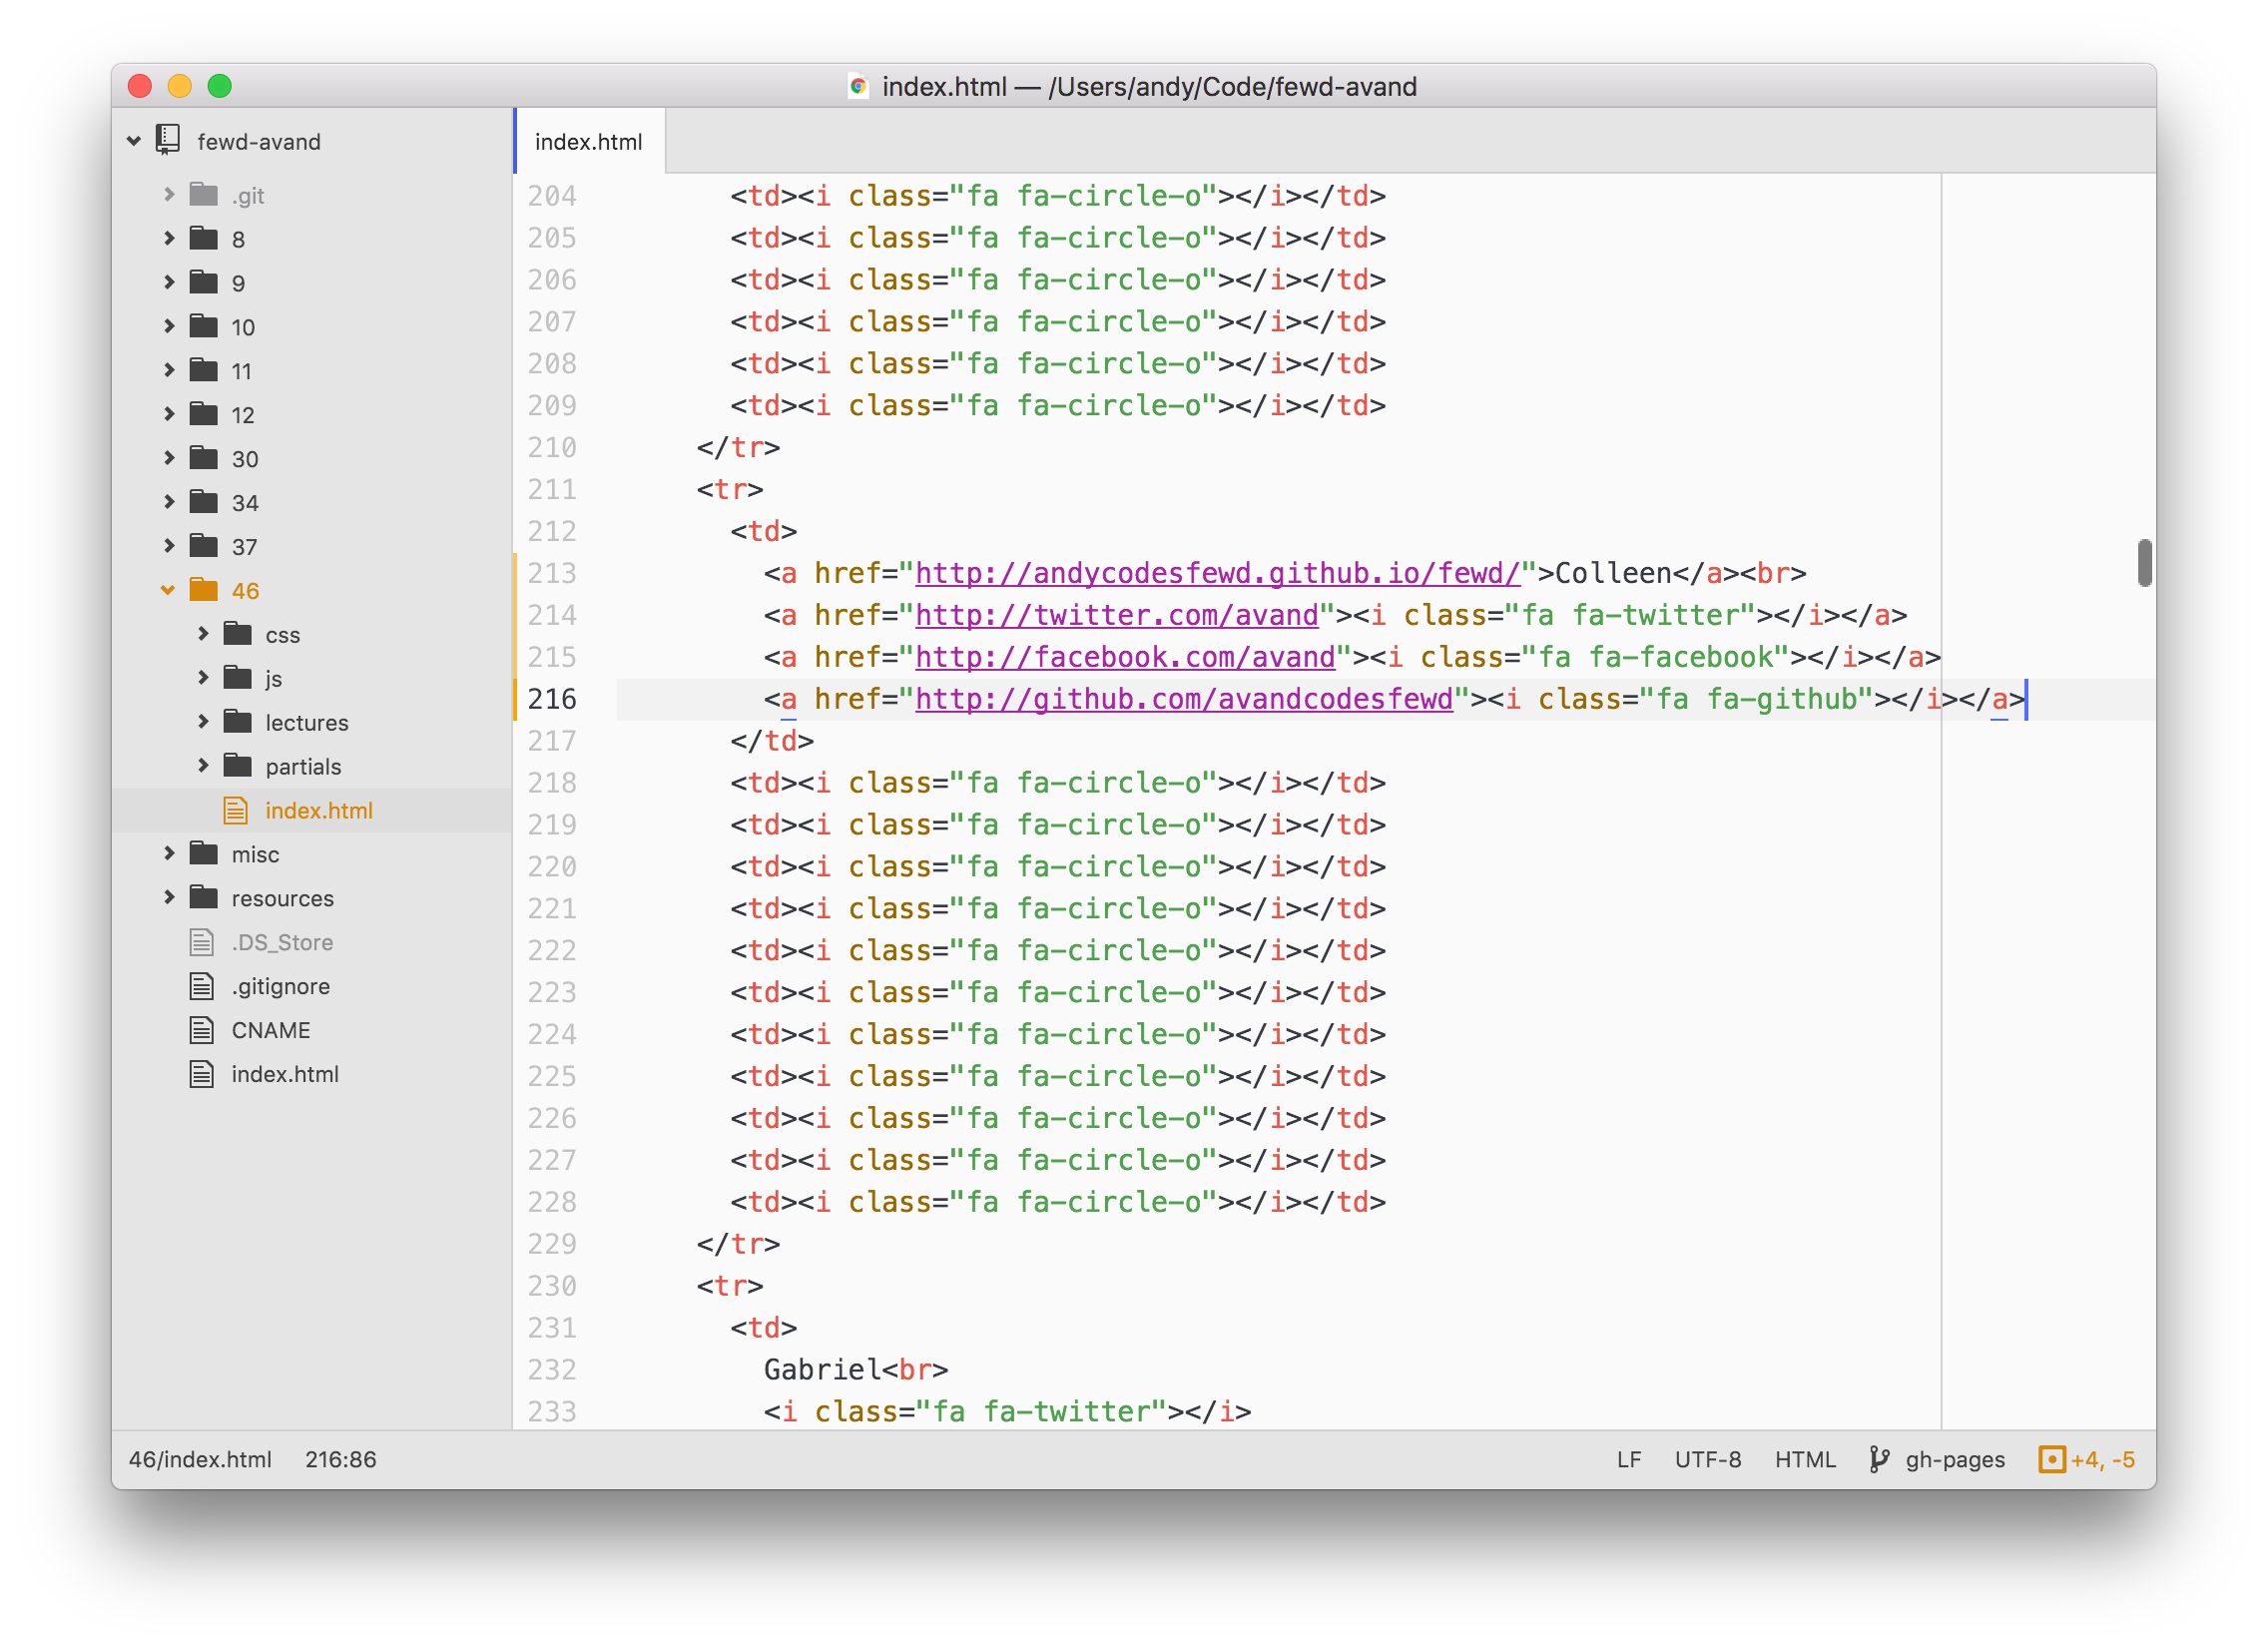 index.html — /Users/andy/Code/fewd-avand
fewd-avand
.git
8
9
10
11
12
30
34
37
46
css
js
lectures
partials
index.html
misc
resources
.DS_Store
.gitignore
CNAME
index.html
index.html
204 <td><i class="fa fa-circle-o"></i></td>
205 <td><i class="fa fa-circle-o"></i></td>
206 <td><i class="fa fa-circle-o"></i></td>
207 <td><i class="fa fa-circle-o"></i></td>
208 <td><i class="fa fa-circle-o"></i></td>
209 <td><i class="fa fa-circle-o"></i></td>
210 </tr>
211 <tr>
212 <td>
213 <a href="http://andycodesfewd.github.io/fewd/">Colleen</a><br>
214 <a href="http://twitter.com/avand"><i class="fa fa-twitter"></i></a>
215 <a href="http://facebook.com/avand"><i class="fa fa-facebook"></i></a>
216 <a href="http://github.com/avandcodesfewd"><i class="fa fa-github"></i></a>
217 </td>
218 <td><i class="fa fa-circle-o"></i></td>
219 <td><i class="fa fa-circle-o"></i></td>
220 <td><i class="fa fa-circle-o"></i></td>
221 <td><i class="fa fa-circle-o"></i></td>
222 <td><i class="fa fa-circle-o"></i></td>
223 <td><i class="fa fa-circle-o"></i></td>
224 <td><i class="fa fa-circle-o"></i></td>
225 <td><i class="fa fa-circle-o"></i></td>
226 <td><i class="fa fa-circle-o"></i></td>
227 <td><i class="fa fa-circle-o"></i></td>
228 <td><i class="fa fa-circle-o"></i></td>
229 </tr>
230 <tr>
231 <td>
232 Gabriel<br>
233 <i class="fa fa-twitter"></i>
46/index.html 216:86 LF UTF-8 HTML gh-pages +4, -5